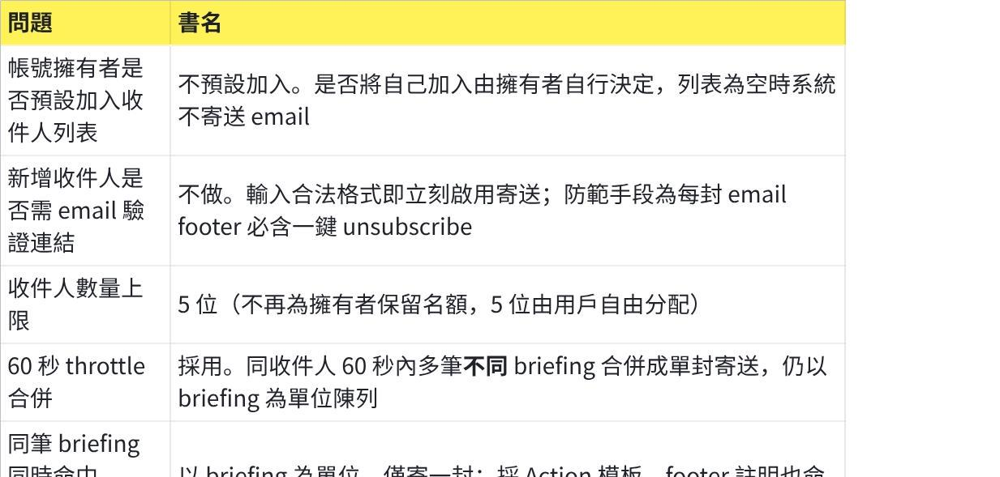 問題
書名
帳號擁有者是
否預設加入收
件人列表
不預設加入。是否將自己加入由擁有者自行決定，列表為空時系統
不寄送 email
新增收件人是
否需 email 驗
證連結
不做。輸入合法格式即立刻啟用寄送；防範手段為每封 email
footer 必含一鍵 unsubscribe
收件人數量上
限
5 位（不再為擁有者保留名額，5 位由用戶自由分配）
60 秒 throttle
合併
採用。同收件人 60 秒內多筆不同 briefing 合併成單封寄送，仍以
briefing 為單位陳列
同筆 briefing
同時命中
以 briefing 為單位，僅寄一封；採 Action 模板，footer 註明也命